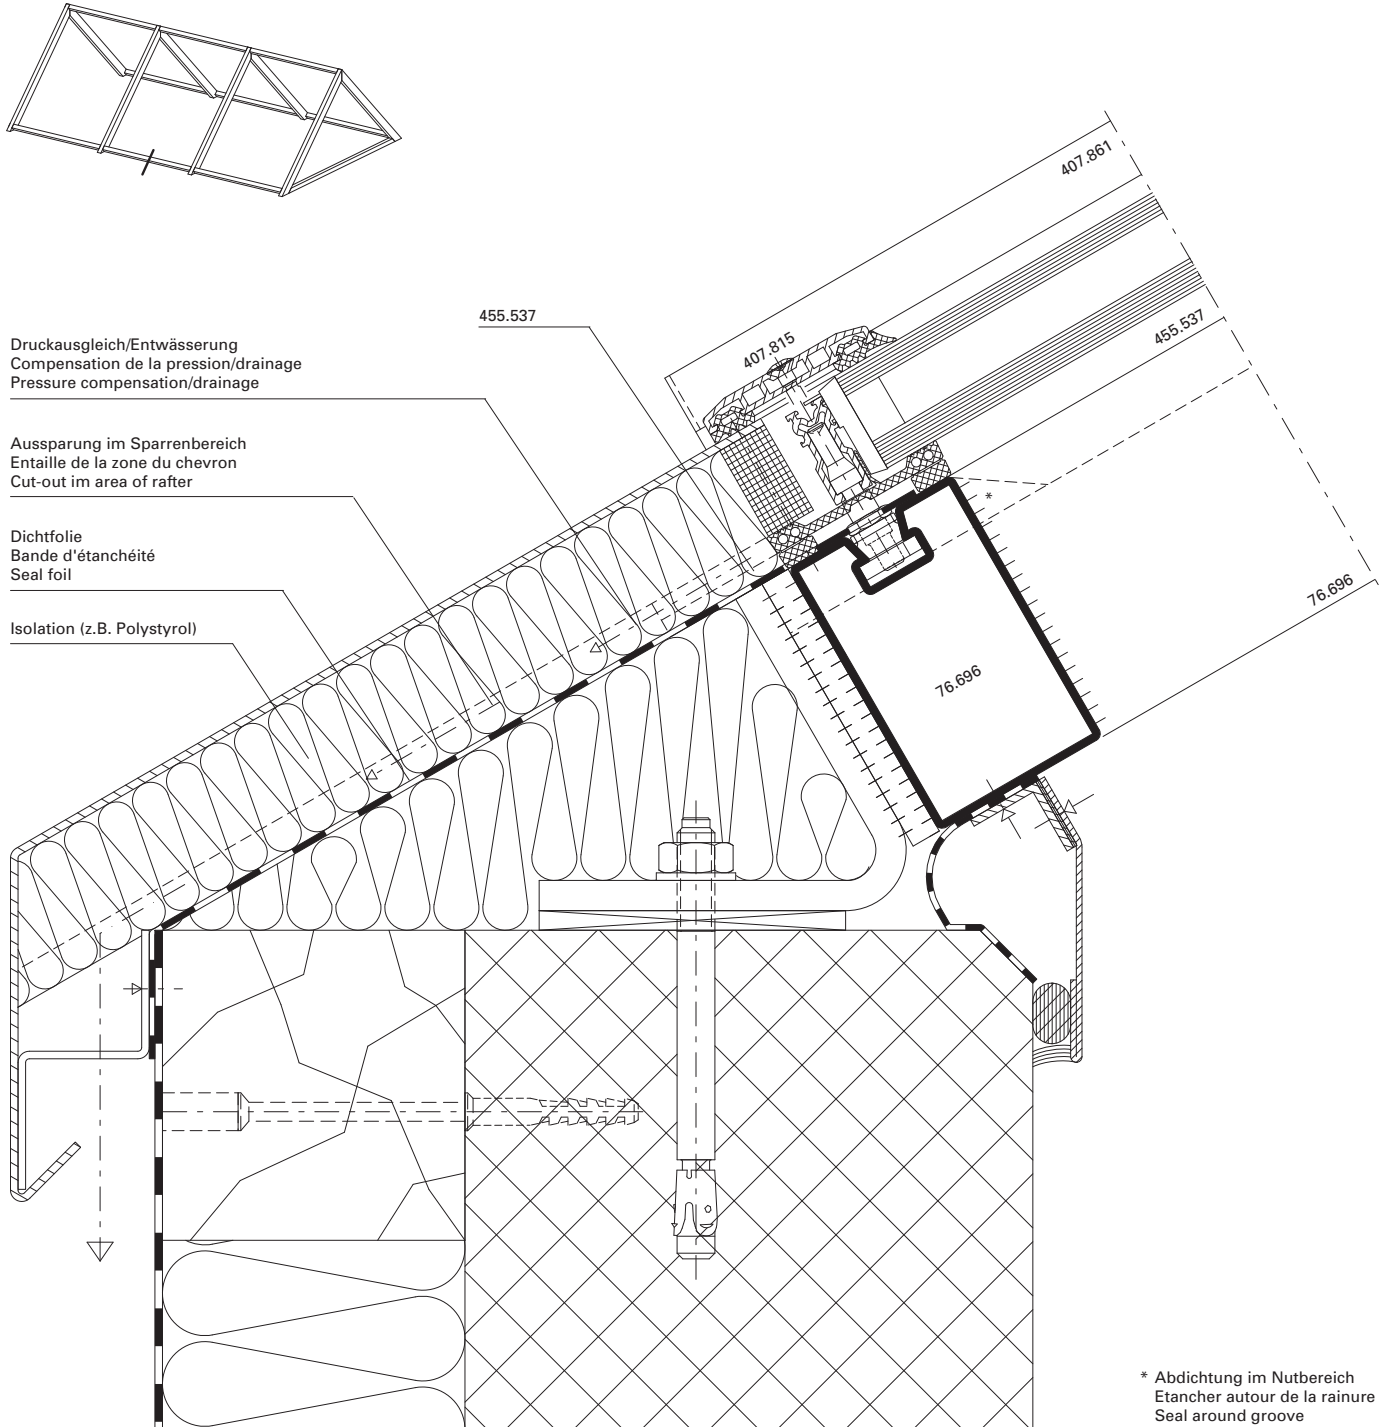 407.861
455.537
407.815
455.537
Druckausgleich/Entwässerung
Compensation de la pression/drainage
Pressure compensation/drainage
Aussparung im Sparrenbereich
Entaille de la zone du chevron
Cut-out im area of rafter
Dichtfolie
Bande d'étanchéité
Seal foil
Isolation (z.B. Polystyrol)
*
76.696
76.696
* Abdichtung im Nutbereich
Etancher autour de la rainure
Seal around groove